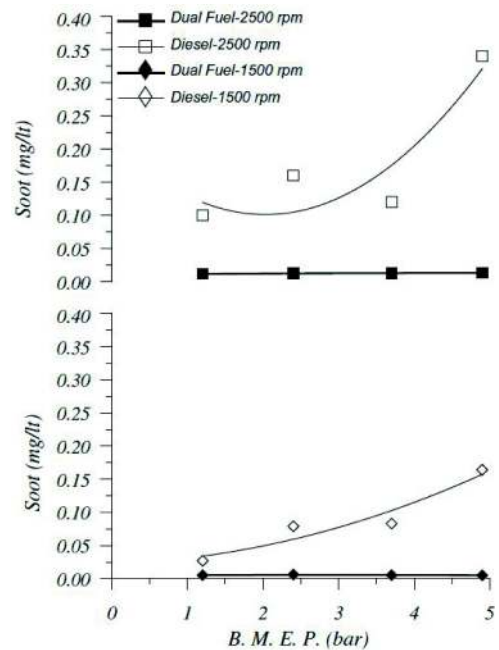 0.40
0.35
0.30
0.25
0.20
0.15
0.10
0.05
0.00
Soot (mg/lt)
Dual Fuel-2500 rpm
Diesel-2500 rpm
Dual Fuel-1500 rpm
Diesel-1500 rpm
0.40
0.35
0.30
0.25
0.20
0.15
0.10
0.05
0.00
Soot (mg/lt)
0 1 2 3 4 5
B. M. E. P. (bar)